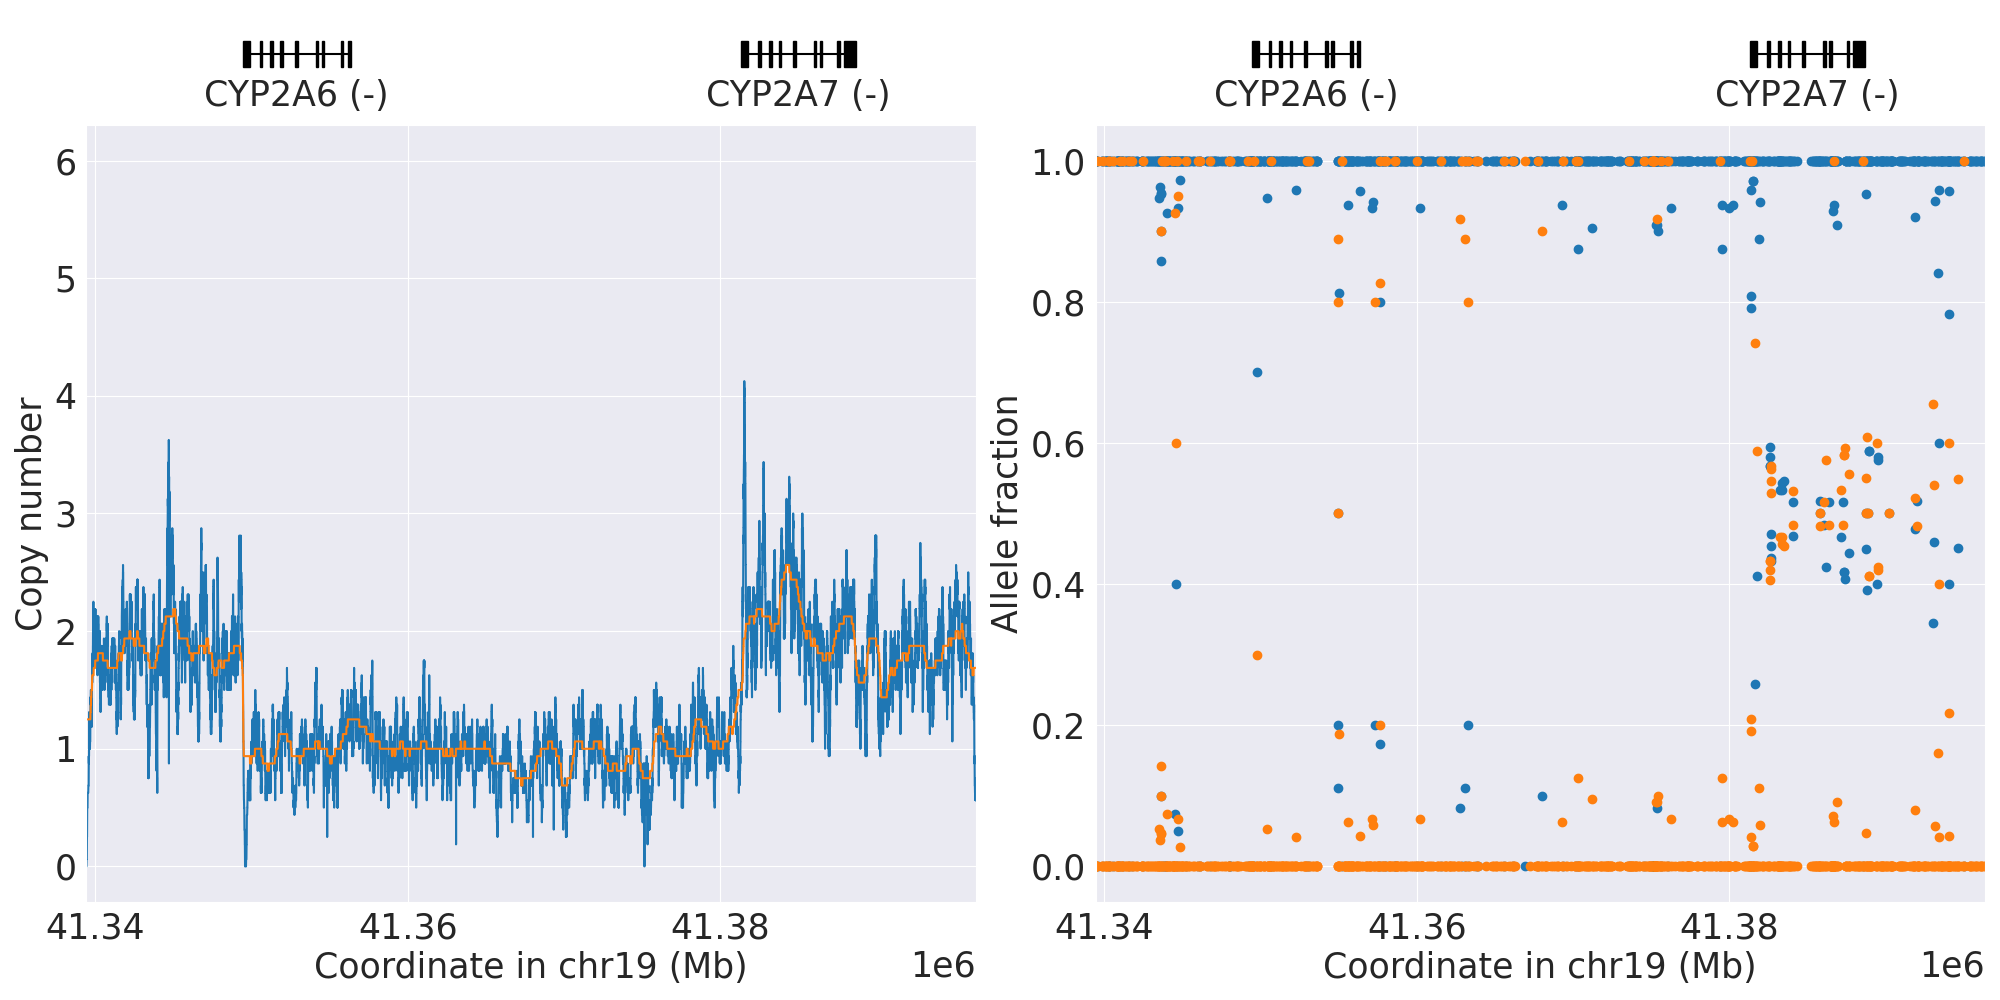 CYP2A6 (-) CYP2A7 (-)
6
5
4
3
2
1
0
Copy number
41.34 41.36 41.38
Coordinate in chr19 (Mb) 1e6
CYP2A6 (-) CYP2A7 (-)
1.0
0.8
0.6
0.4
0.2
0.0
Allele fraction
41.34 41.36 41.38
Coordinate in chr19 (Mb) 1e6